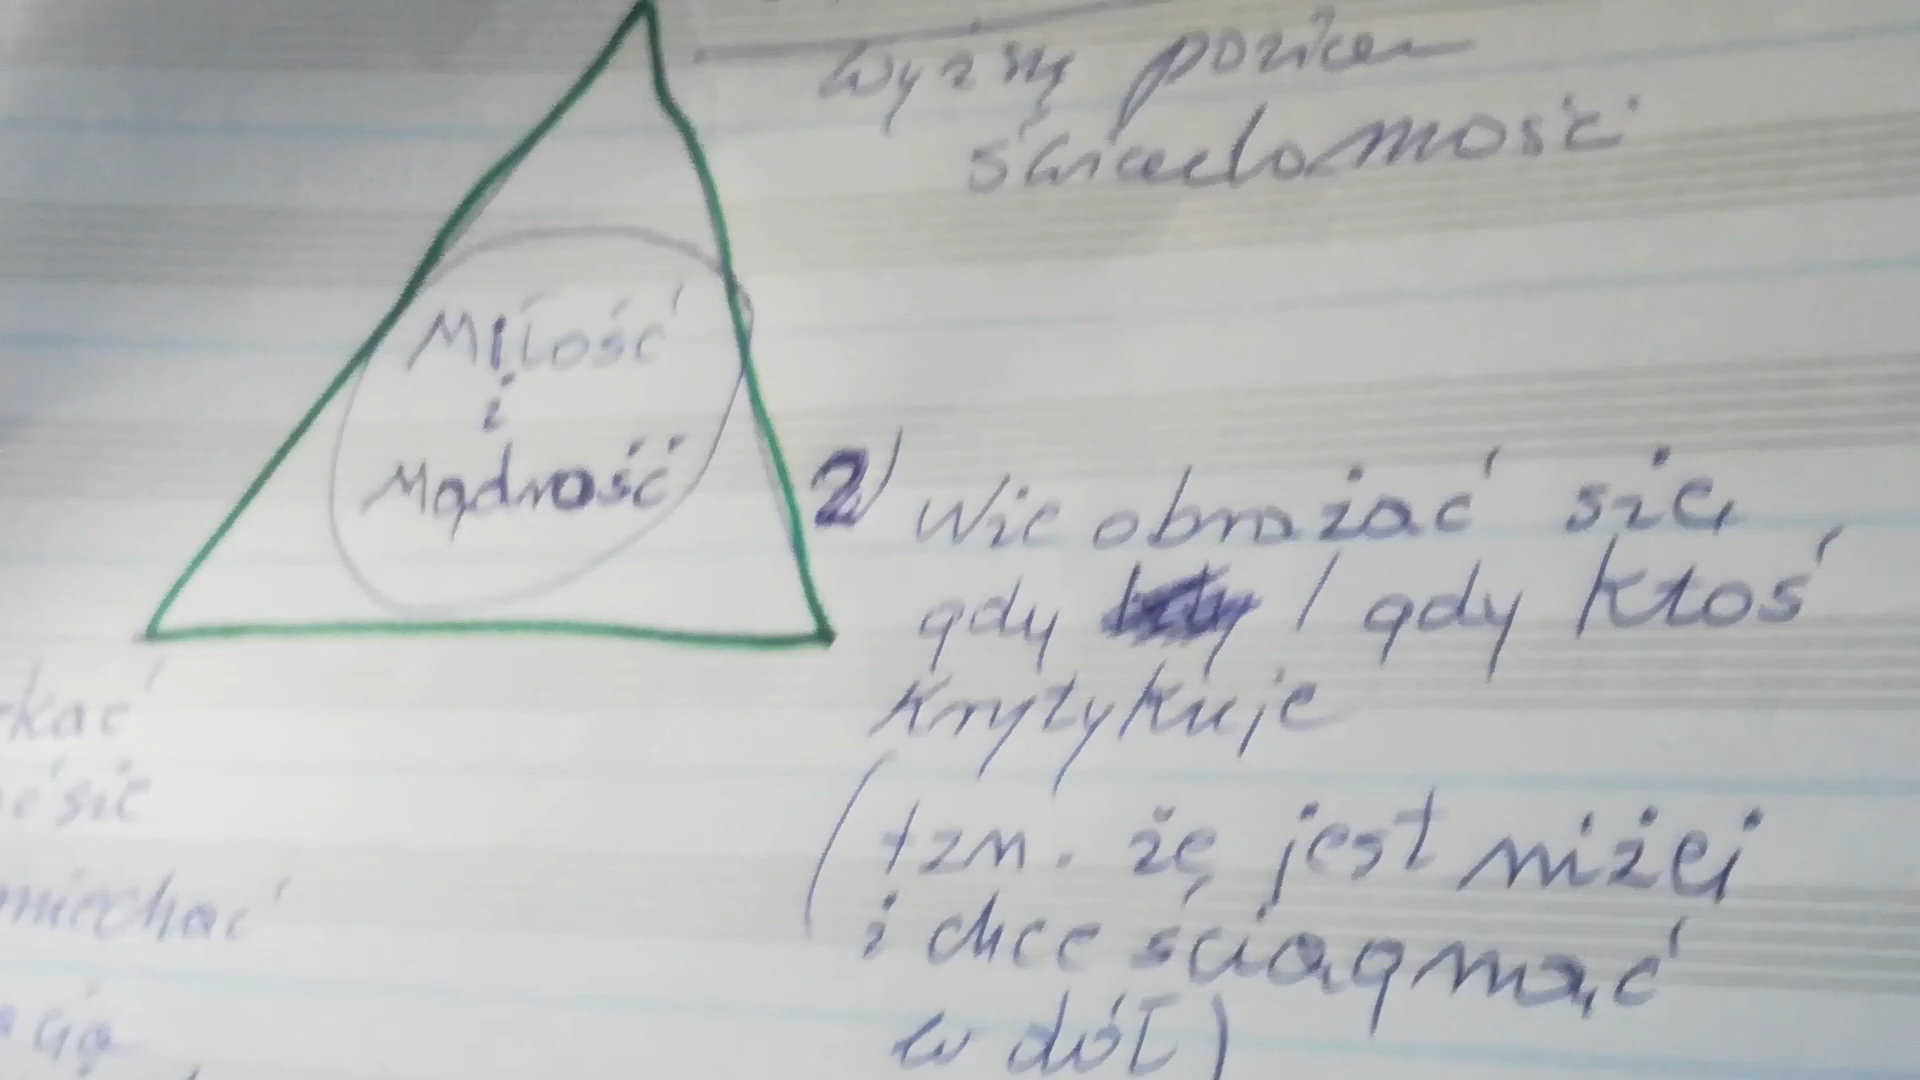 wyższy poziom
świadomość
Miłość
i
Mądrość
2) Nie obrażać się,
gdy / gdy ktoś
krytykuje
(tzn. że jest niżej
i chce ściągnąć
w dół)